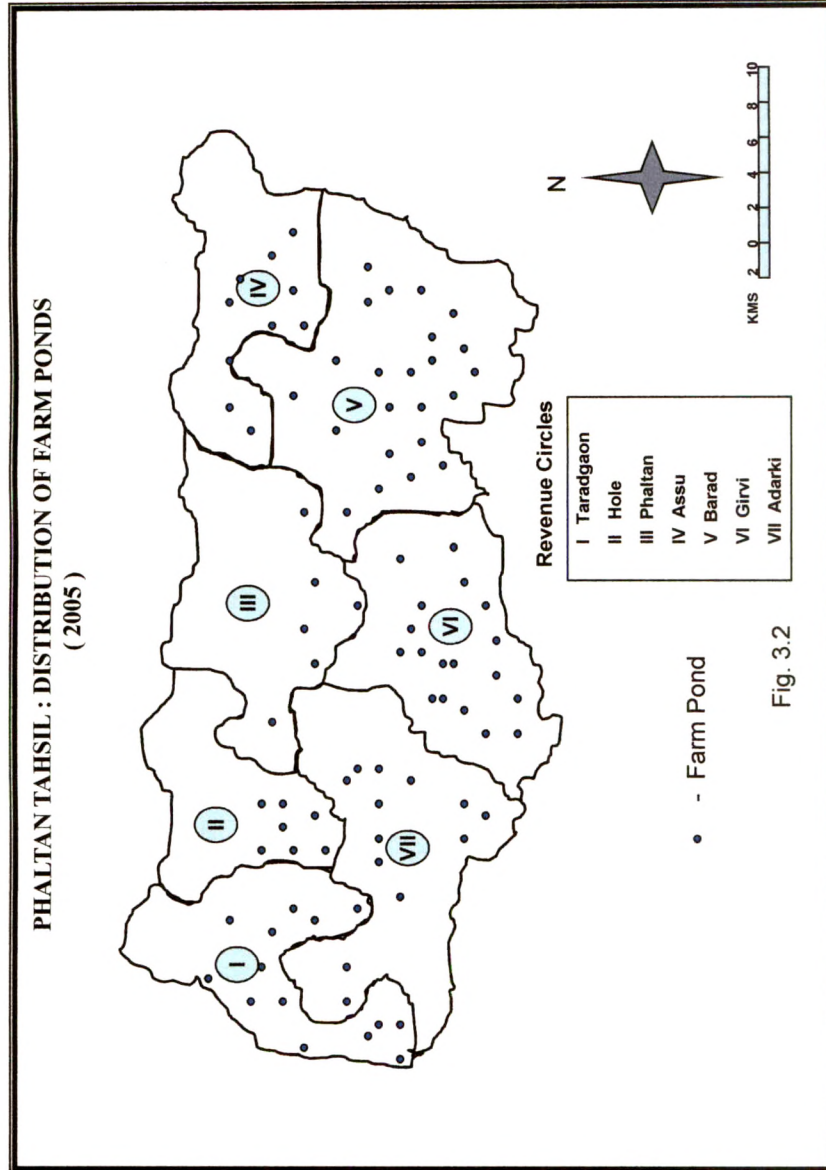 PHALTAN TAHSIL : DISTRIBUTION OF FARM PONDS
( 2005 )
I
II
III
IV
V
VI
VII
N
KMS 2 0 2 4 6 8 10
Revenue Circles
I Taradgaon
II Hole
III Phaltan
IV Assu
V Barad
VI Girvi
VII Adarki
- Farm Pond
Fig. 3.2